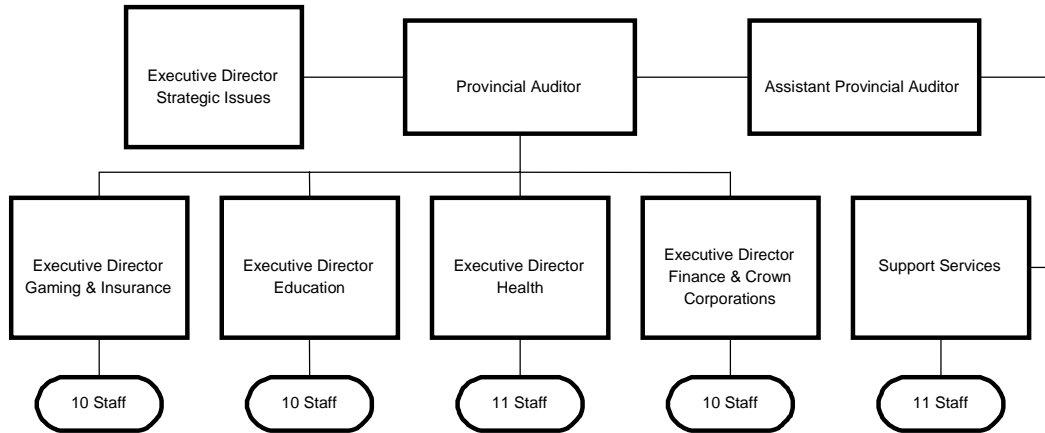 Executive Director
Strategic Issues
Provincial Auditor
Assistant Provincial Auditor
Executive Director
Gaming & Insurance
Executive Director
Education
Executive Director
Health
Executive Director
Finance & Crown
Corporations
Support Services
10 Staff
10 Staff
11 Staff
10 Staff
11 Staff